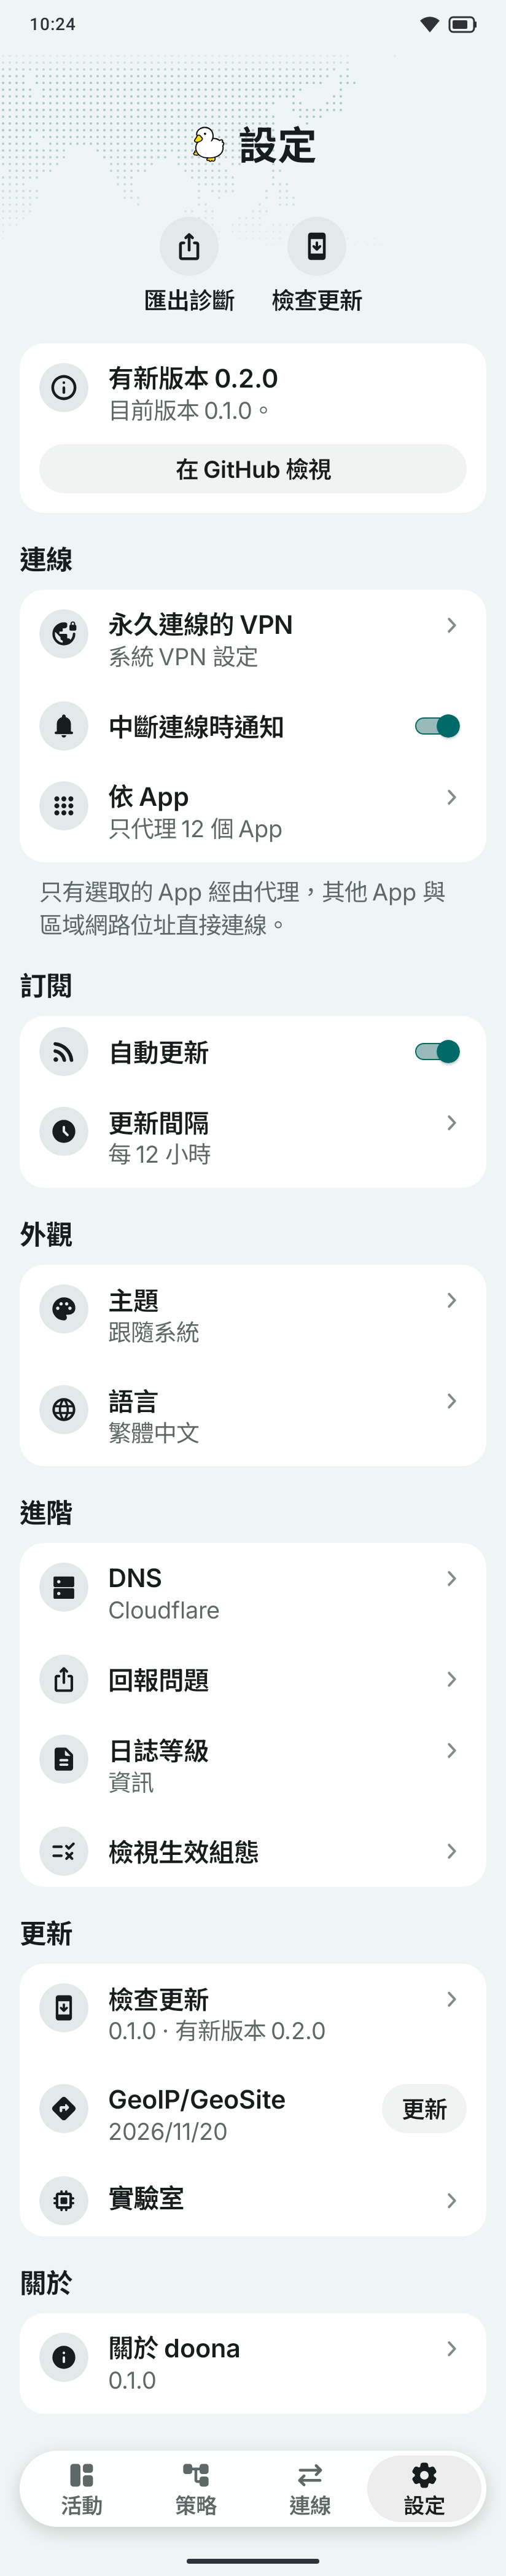 10:24
設定
匯出診斷
檢查更新
有新版本 0.2.0
目前版本 0.1.0。
在 GitHub 檢視
連線
永久連線的 VPN
系統 VPN 設定
中斷連線時通知
依 App
只代理 12 個 App
只有選取的 App 經由代理，其他 App 與
區域網路位址直接連線。
訂閱
自動更新
更新間隔
每 12 小時
外觀
主題
跟隨系統
語言
繁體中文
進階
DNS
Cloudflare
回報問題
日誌等級
資訊
檢視生效組態
更新
檢查更新
0.1.0 · 有新版本 0.2.0
GeoIP/GeoSite
2026/11/20
更新
實驗室
關於
關於 doona
0.1.0
活動
策略
連線
設定